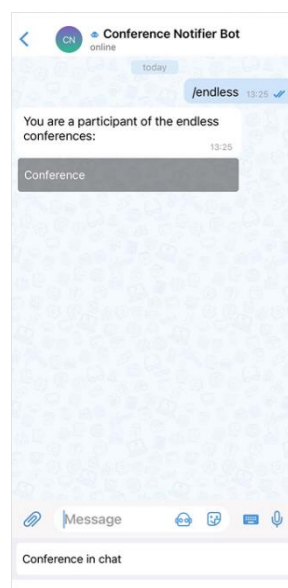 CN
Conference Notifier Bot
online
today
/endless 13:25
You are a participant of the endless
conferences:
13:25
Conference
Message
Conference in chat